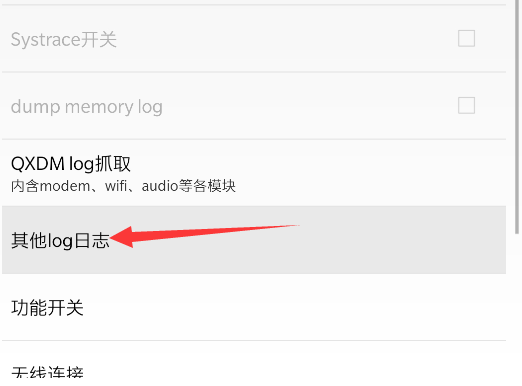 Systrace开关
dump memory log
QXDM log抓取
内含modem、wifi、audio等各模块
其他log日志
功能开关
无线连接